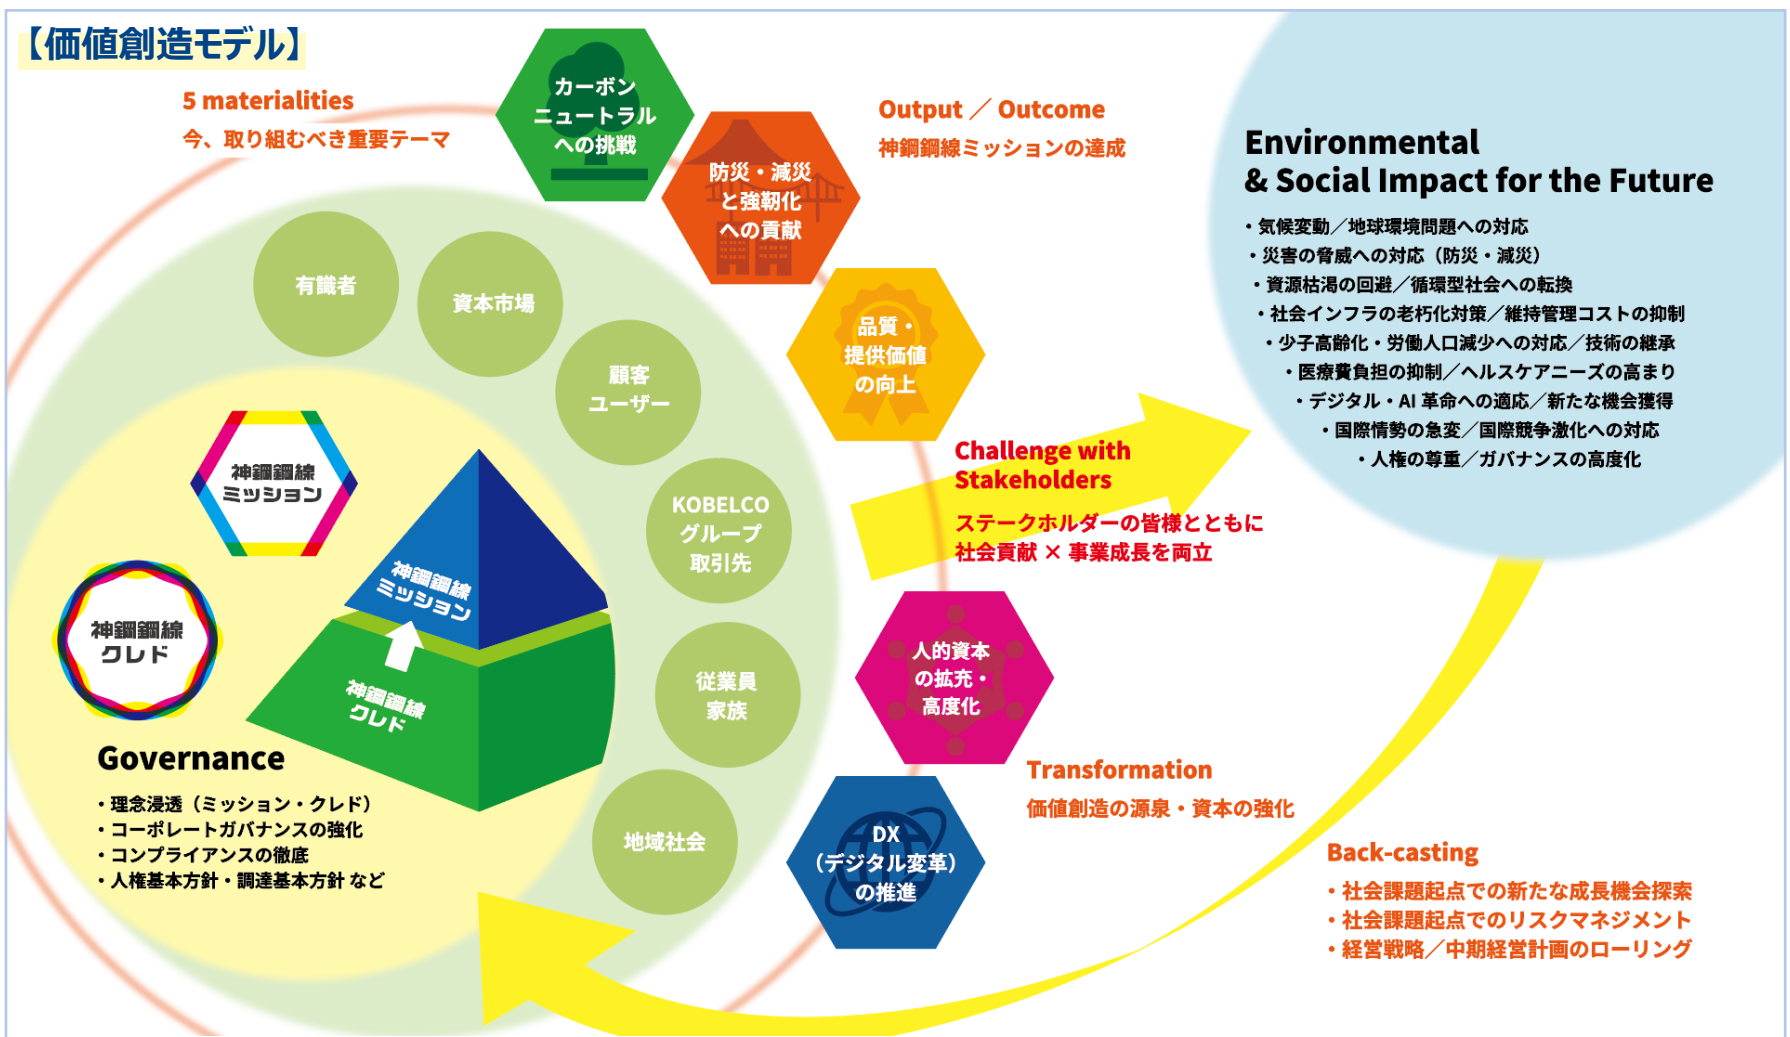 【価値創造モデル】
5 materialities
今、取り組むべき重要テーマ
カーボン
ニュートラル
への挑戦
防災・減災
と強靭化
への貢献
Output ／ Outcome
神鋼鋼線ミッションの達成
品質・
提供価値
の向上
有識者
資本市場
顧客
ユーザー
KOBELCO
グループ
取引先
従業員
家族
地域社会
神鋼鋼線
ミッション
神鋼鋼線
クレド
神鋼鋼線
ミッション
神鋼鋼線
クレド
Governance
・理念浸透（ミッション・クレド）
・コーポレートガバナンスの強化
・コンプライアンスの徹底
・人権基本方針・調達基本方針 など
Challenge with
Stakeholders
ステークホルダーの皆様とともに
社会貢献 × 事業成長を両立
人的資本
の拡充・
高度化
Transformation
価値創造の源泉・資本の強化
DX
（デジタル変革）
の推進
Environmental
& Social Impact for the Future
・気候変動／地球環境問題への対応
・災害の脅威への対応（防災・減災）
・資源枯渇の回避／循環型社会への転換
・社会インフラの老朽化対策／維持管理コストの抑制
・少子高齢化・労働人口減少への対応／技術の継承
・医療費負担の抑制／ヘルスケアニーズの高まり
・デジタル・AI 革命への適応／新たな機会獲得
・国際情勢の急変／国際競争激化への対応
・人権の尊重／ガバナンスの高度化
Back-casting
・社会課題起点での新たな成長機会探索
・社会課題起点でのリスクマネジメント
・経営戦略／中期経営計画のローリング